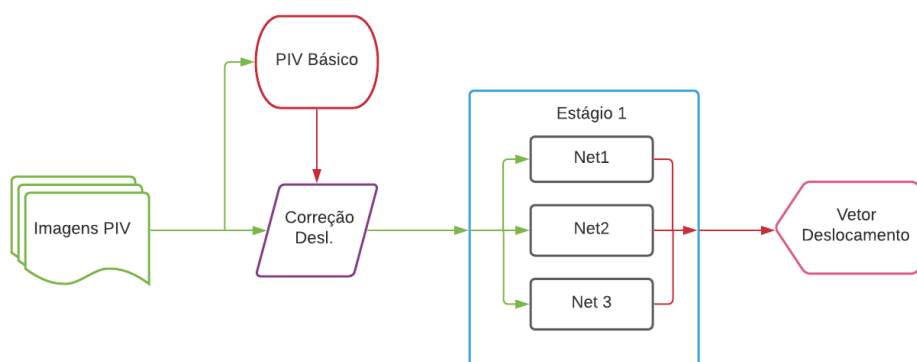 PIV Básico
Imagens PIV
Correção
Desl.
Estágio 1
Net1
Net2
Net 3
Vetor
Deslocamento